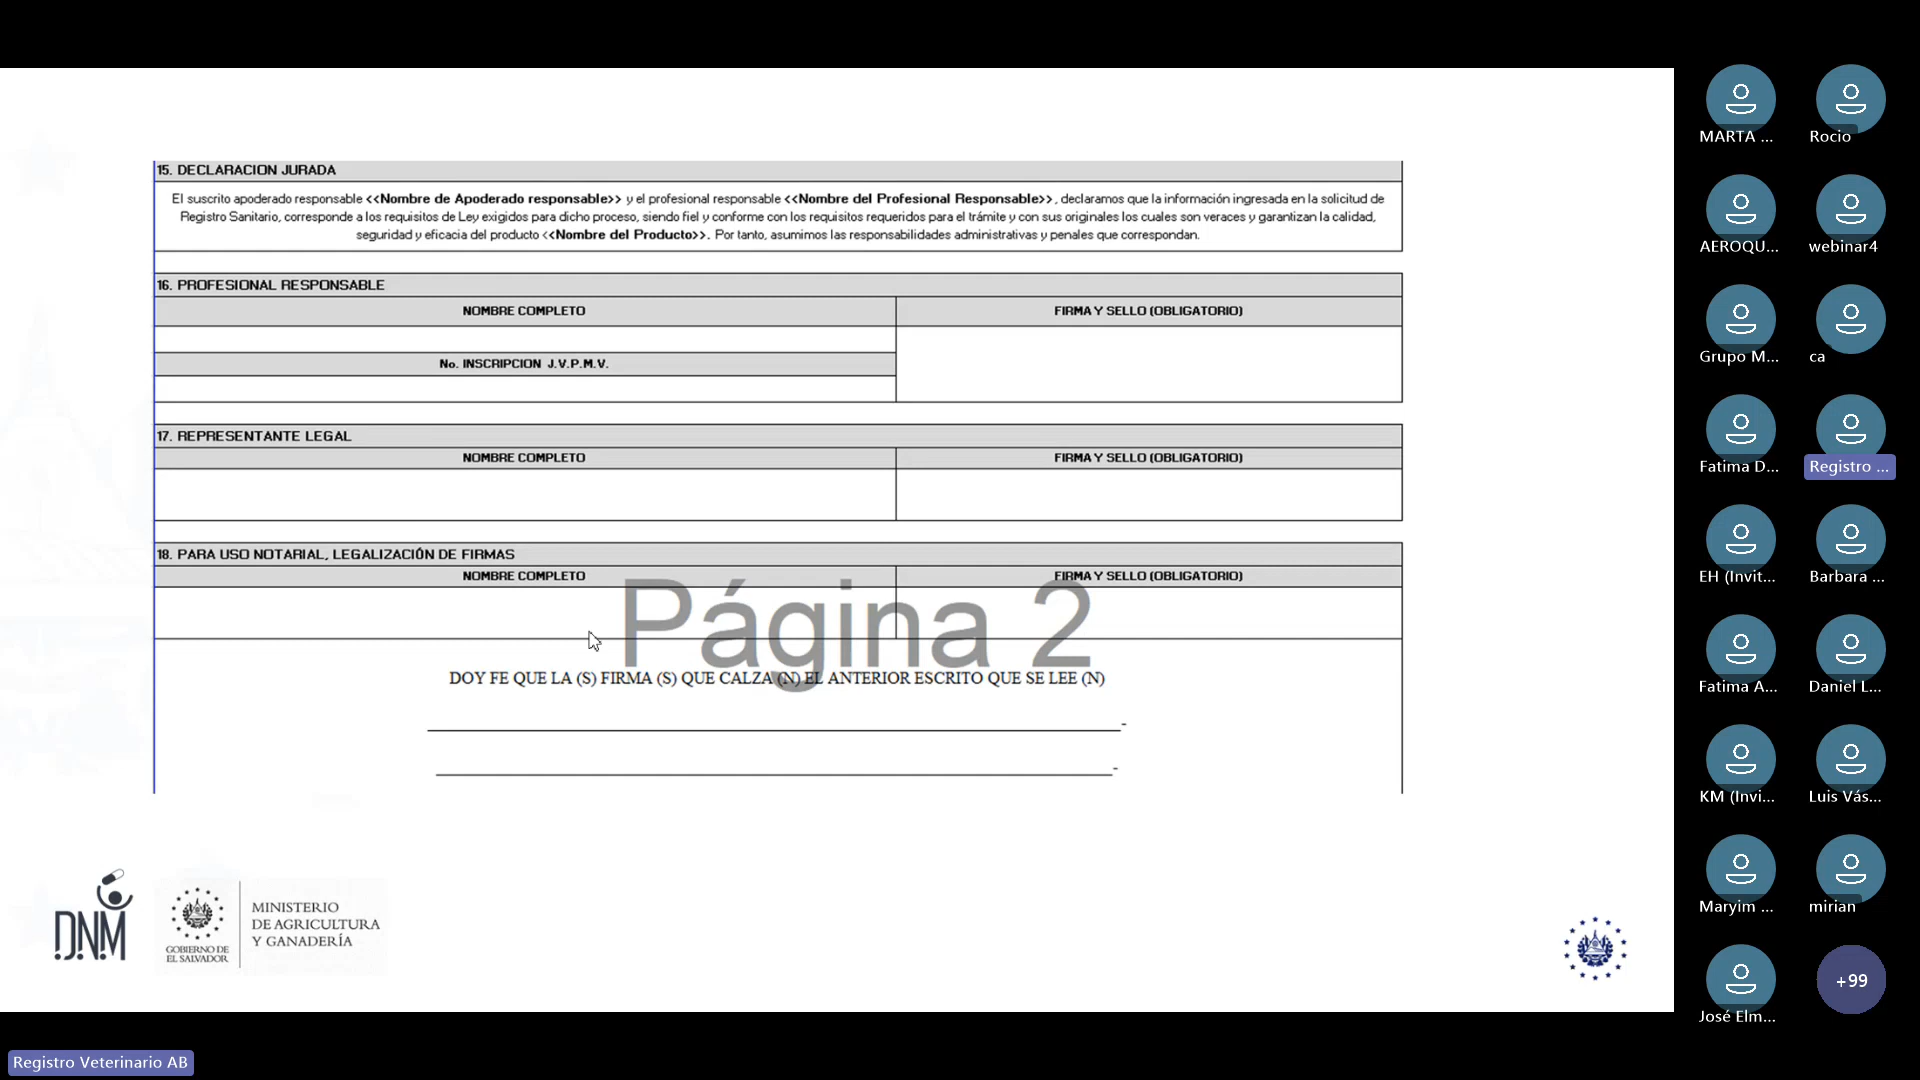 15. DECLARACION JURADA
El suscrito apoderado responsable <<Nombre de Apoderado responsable>> y el profesional responsable <<Nombre del Profesional Responsable>>, declaramos que la información ingresada en la solicitud de
Registro Sanitario, corresponde a los requisitos de Ley exigidos para dicho proceso, siendo fiel y conforme con los requisitos requeridos para el trámite y con sus originales los cuales son veraces y garantizan la calidad,
seguridad y eficacia del producto <<Nombre del Producto>>. Por tanto, asumimos las responsabilidades administrativas y penales que correspondan.
16. PROFESIONAL RESPONSABLE
NOMBRE COMPLETO
FIRMA Y SELLO (OBLIGATORIO)
No. INSCRIPCION J.V.P.M.V.
17. REPRESENTANTE LEGAL
NOMBRE COMPLETO
FIRMA Y SELLO (OBLIGATORIO)
18. PARA USO NOTARIAL, LEGALIZACIÓN DE FIRMAS
NOMBRE COMPLETO
FIRMA Y SELLO (OBLIGATORIO)
Página 2
DOY FE QUE LA (S) FIRMA (S) QUE CALZA (N) EL ANTERIOR ESCRITO QUE SE LEE (N)
DNM
GOBIERNO DE
EL SALVADOR
MINISTERIO
DE AGRICULTURA
Y GANADERÍA
MARTA ...
Rocio
AEROQU...
webinar4
Grupo M...
ca
Fatima D...
Registro ...
EH (Invit...
Barbara ...
Fatima A...
Daniel L...
KM (Invi...
Luis Vás...
Maryim ...
mirian
José Elm...
+99
Registro Veterinario AB